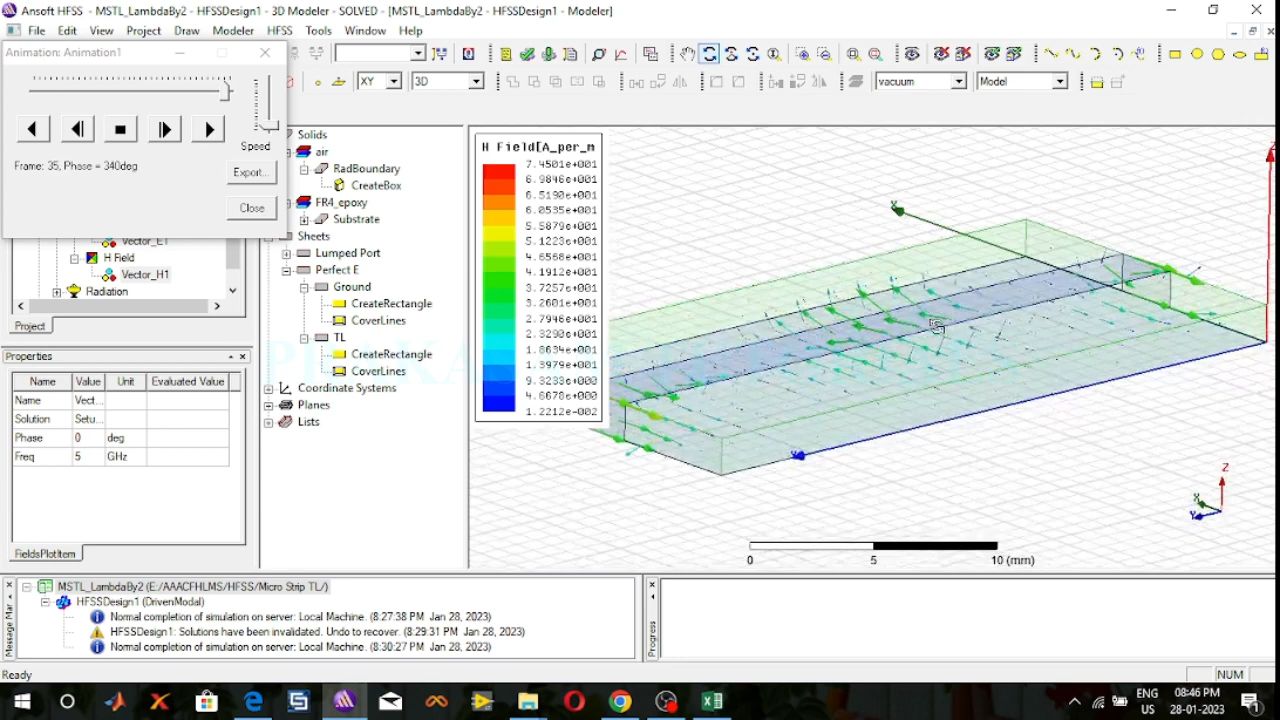 Ansoft HFSS - MSTL_LambdaBy2 - HFSSDesign1 - 3D Modeler - SOLVED - [MSTL_LambdaBy2 - HFSSDesign1 - Modeler]
File Edit View Project Draw Modeler HFSS Tools Window Help
Animation: Animation1
XY 3D vacuum Model
Speed
Frame: 35, Phase = 340deg
Export...
Close
Vector_E1
H Field
Vector_H1
Radiation
Project
Properties
Name Value Unit Evaluated Value
Name Vect...
Solution Setu...
Phase 0 deg
Freq 5 GHz
FieldsPlotItem
Solids
air
RadBoundary
CreateBox
FR4_epoxy
Substrate
Sheets
Lumped Port
Perfect E
Ground
CreateRectangle
CoverLines
TL
CreateRectangle
CoverLines
Coordinate Systems
Planes
Lists
H Field[A_per_m
7.4501e+001
6.9846e+001
6.5190e+001
6.0535e+001
5.5879e+001
5.1223e+001
4.6568e+001
4.1912e+001
3.7257e+001
3.2601e+001
2.7946e+001
2.3290e+001
1.8634e+001
1.3979e+001
9.3233e+000
4.6678e+000
1.2212e-002
X
Z
X
Y
0 5 10 (mm)
MSTL_LambdaBy2 (E:/AAACFHLMS/HFSS/Micro Strip TL/)
HFSSDesign1 (DrivenModal)
Normal completion of simulation on server: Local Machine. (8:27:38 PM Jan 28, 2023)
HFSSDesign1: Solutions have been invalidated. Undo to recover. (8:29:31 PM Jan 28, 2023)
Normal completion of simulation on server: Local Machine. (8:30:27 PM Jan 28, 2023)
Message Mar
Progress
Ready
NUM
ENG
US
08:46 PM
28-01-2023